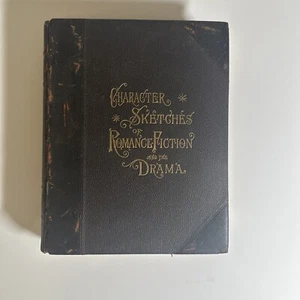 CHARACTER
SKETCHES
OF
ROMANCE FICTION
AND THE
DRAMA.